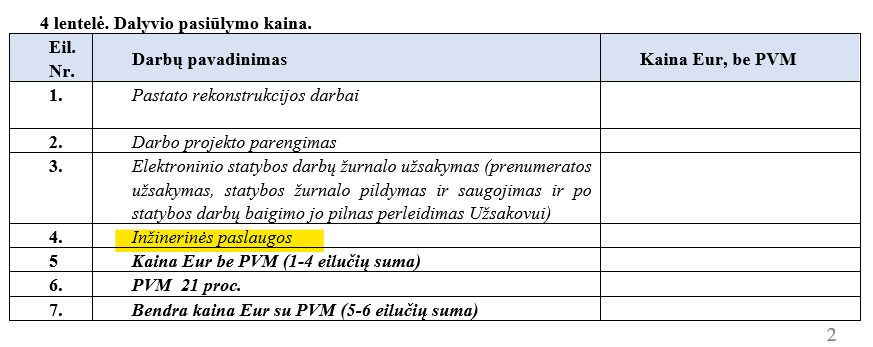 4 lentelė. Dalyvio pasiūlymo kaina.
Eil. Nr. Darbų pavadinimas Kaina Eur, be PVM
1. Pastato rekonstrukcijos darbai
2. Darbo projekto parengimas
3. Elektroninio statybos darbų žurnalo užsakymas (prenumeratos
užsakymas, statybos žurnalo pildymas ir saugojimas ir po
statybos darbų baigimo jo pilnas perleidimas Užsakovui)
4. Inžinerinės paslaugos
5 Kaina Eur be PVM (1-4 eilučių suma)
6. PVM 21 proc.
7. Bendra kaina Eur su PVM (5-6 eilučių suma)
2